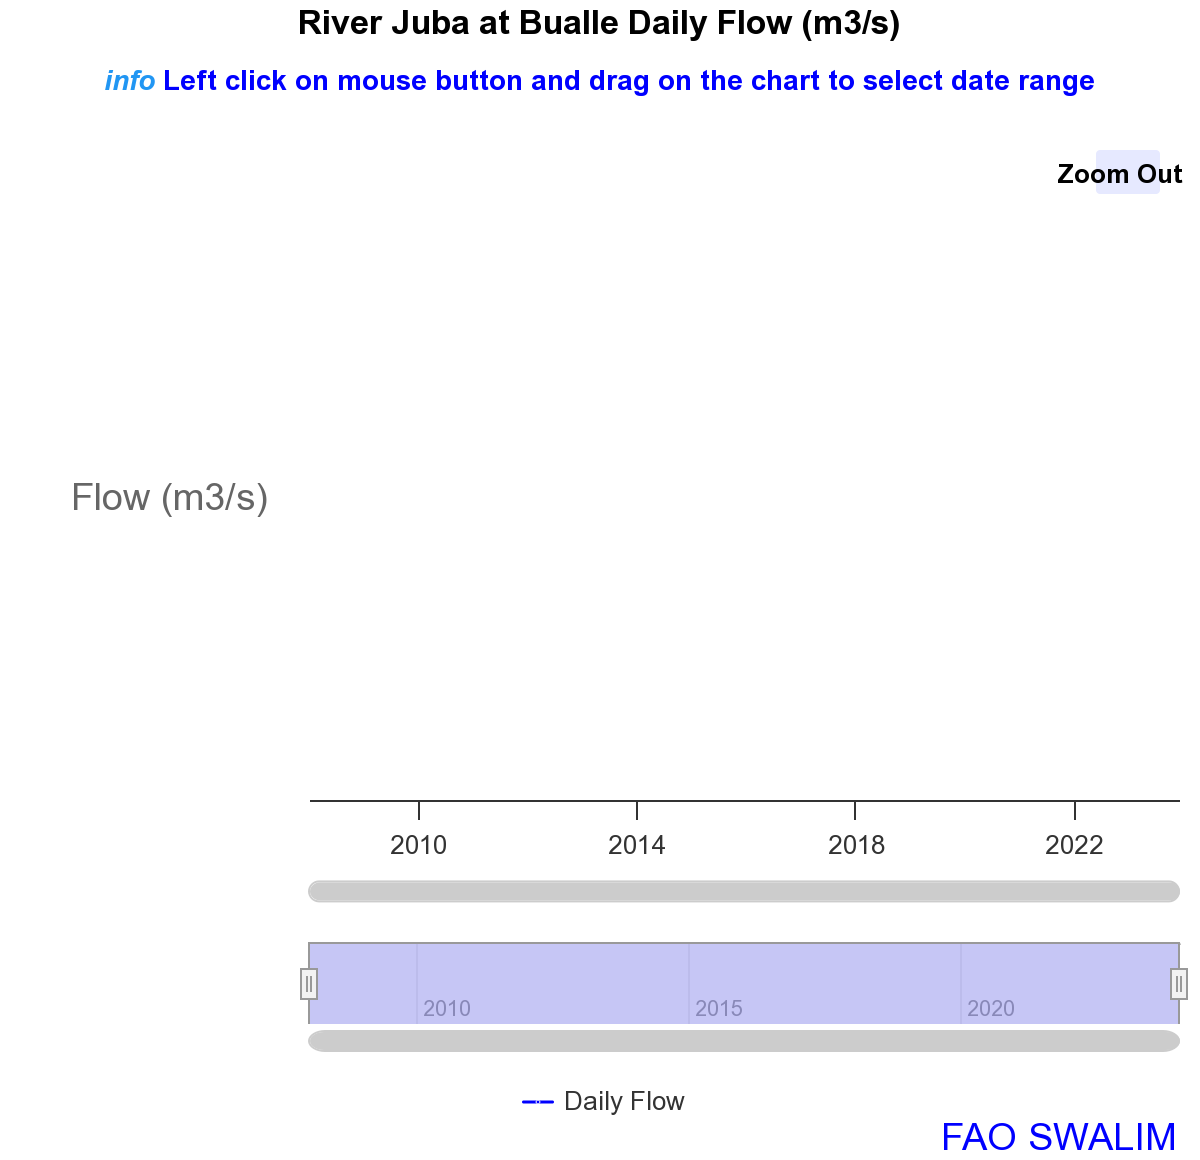 River Juba at Bualle Daily Flow (m3/s)
info Left click on mouse button and drag on the chart to select date range
Zoom Out
Flow (m3/s)
2010 2014 2018 2022
2010 2015 2020
Daily Flow
FAO SWALIM